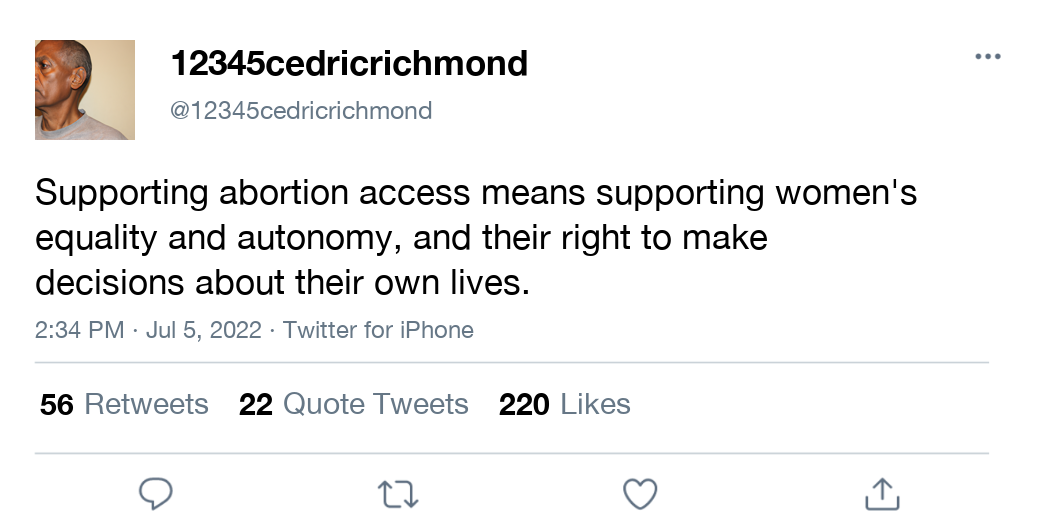 12345cedricrichmond
@12345cedricrichmond
Supporting abortion access means supporting women's
equality and autonomy, and their right to make
decisions about their own lives.
2:34 PM · Jul 5, 2022 · Twitter for iPhone
56 Retweets 22 Quote Tweets 220 Likes